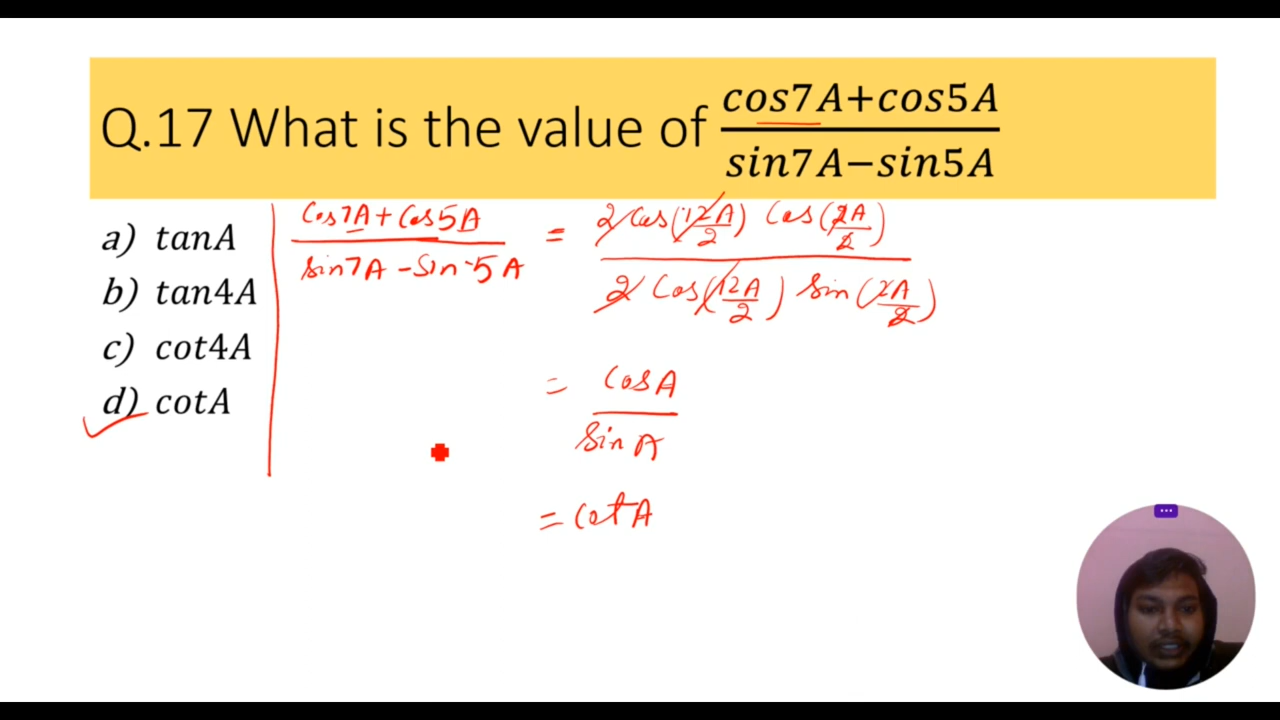 Q.17 What is the value of (cos7A+cos5A)/(sin7A−sin5A)
a) tanA
b) tan4A
c) cot4A
d) cotA
(Cos7A + Cos5A)/(Sin7A − Sin5A) = (2 Cos(12A/2) Cos(2A/2))/(2 Cos(12A/2) Sin(2A/2))
= CosA/SinA
= Cot A